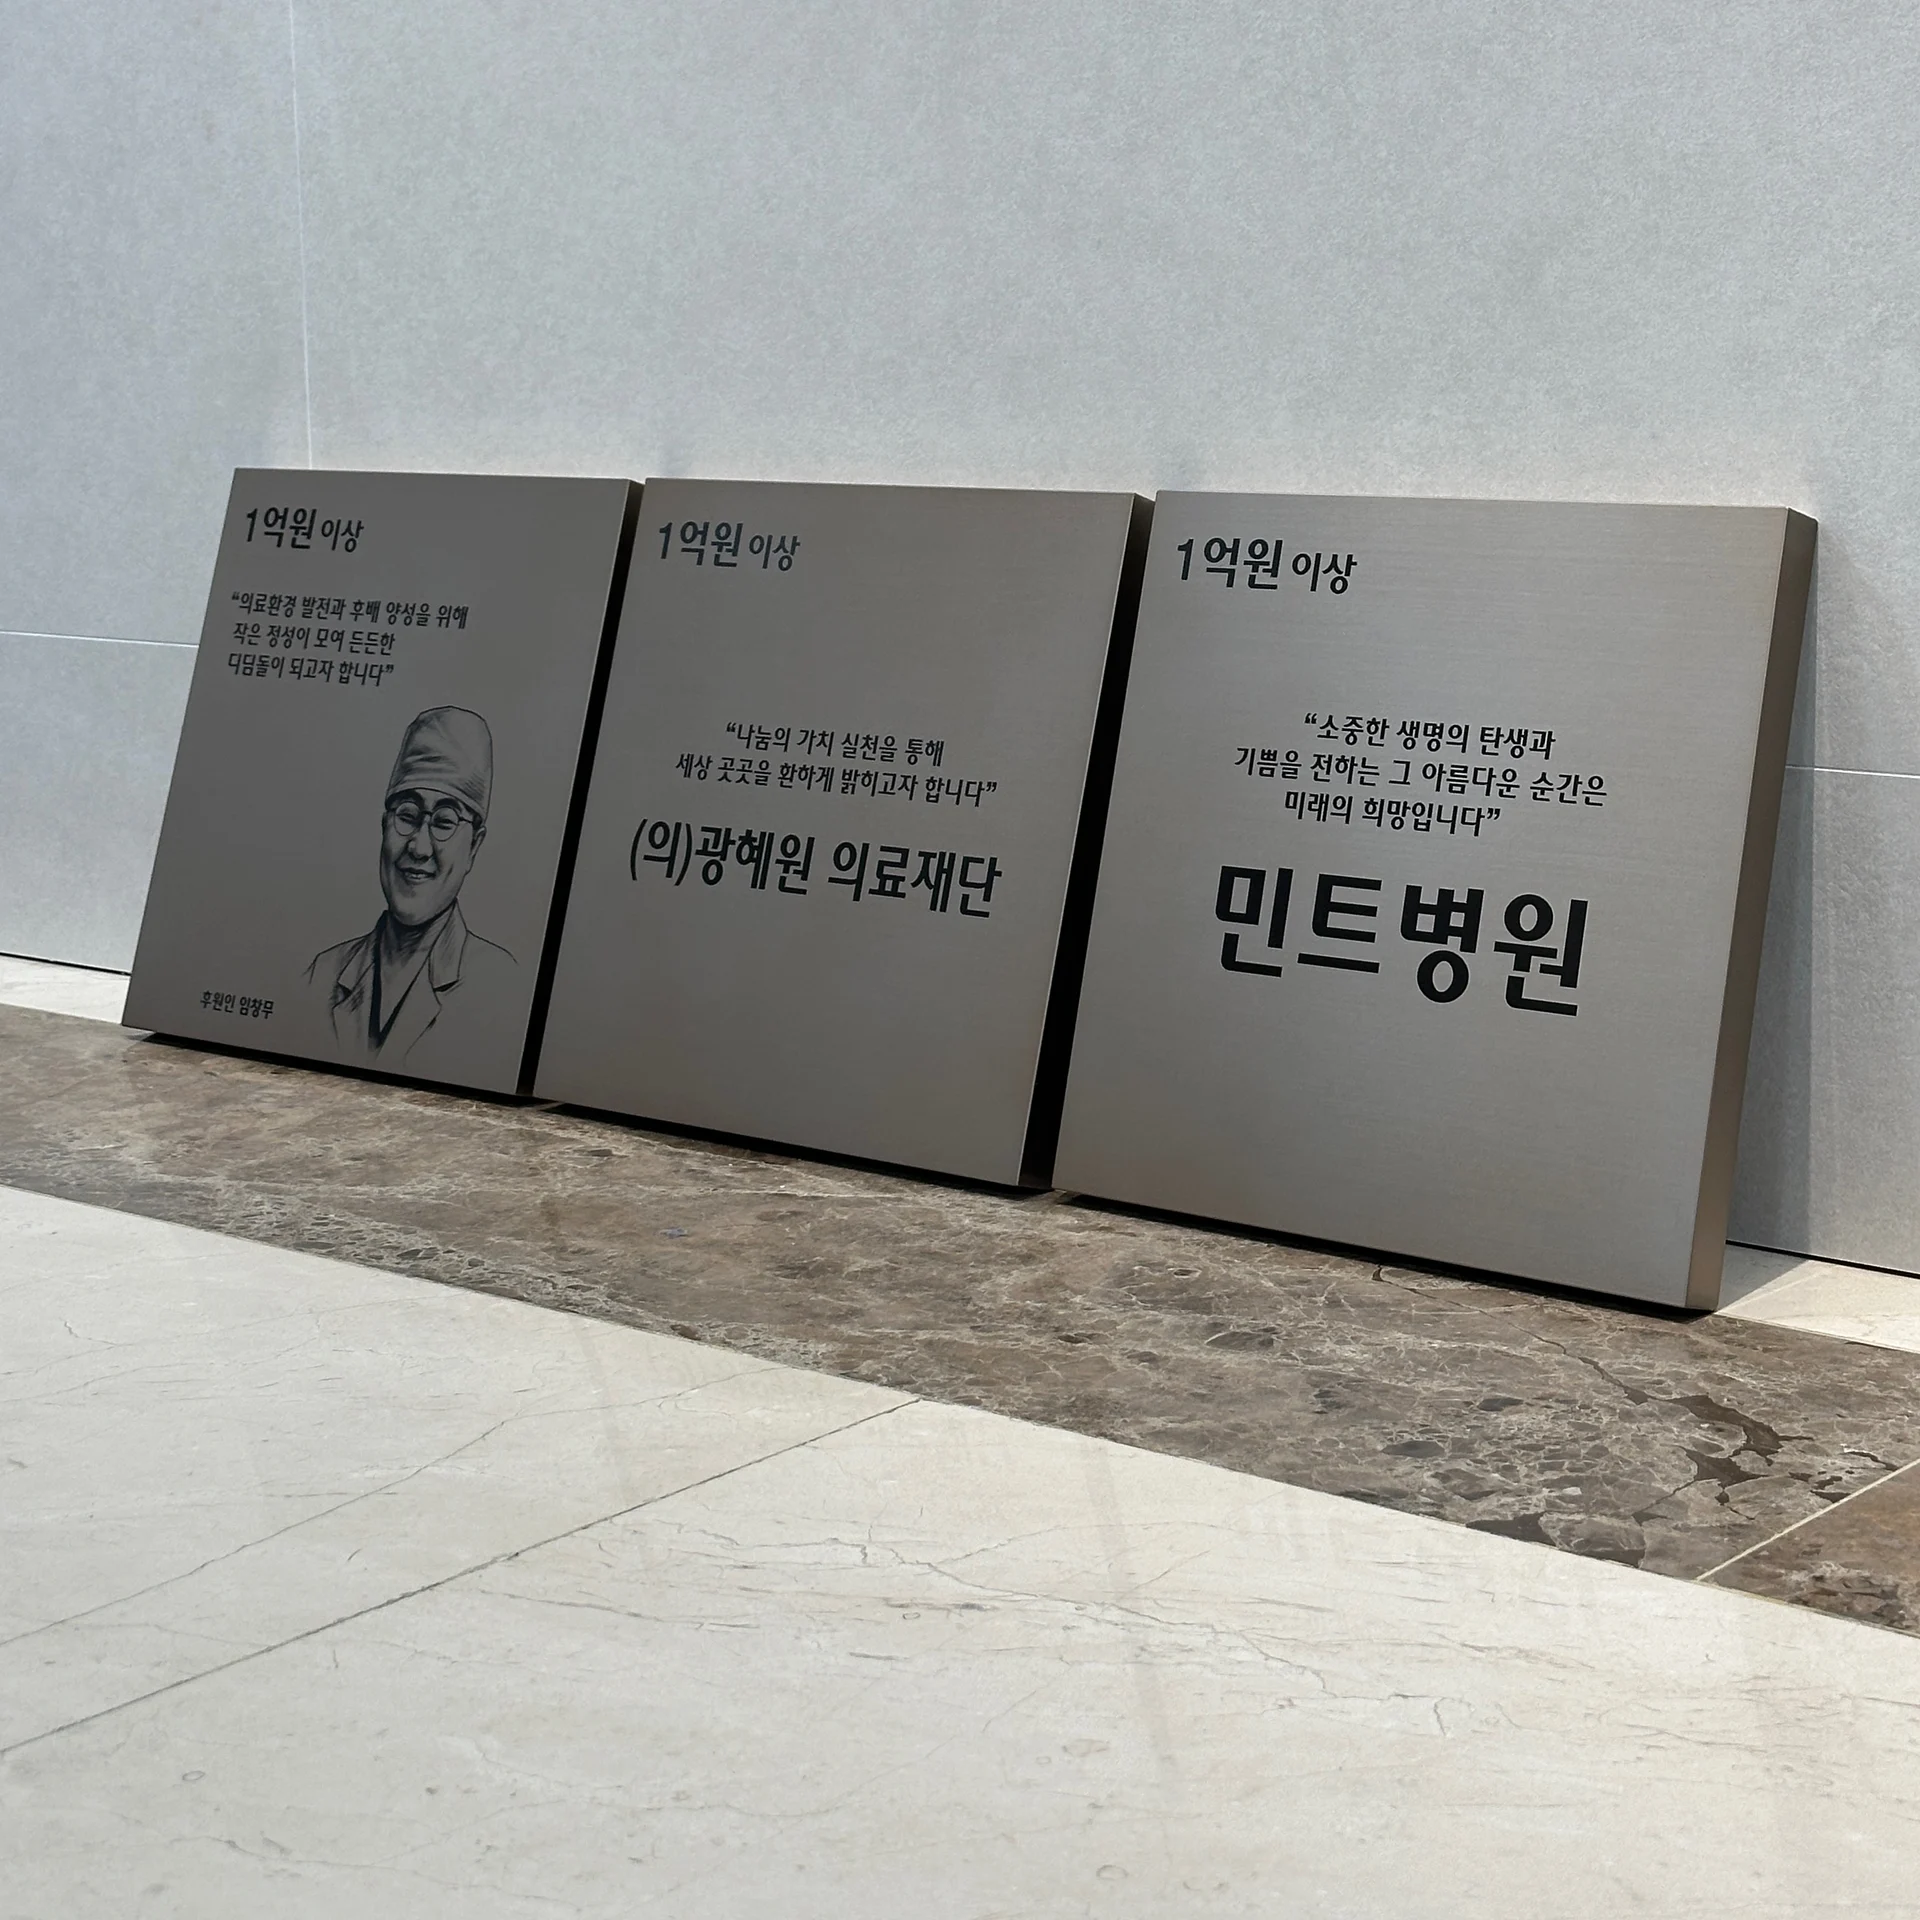 1억원 이상
“의료환경 발전과 후배 양성을 위해
작은 정성이 모여 든든한
디딤돌이 되고자 합니다”
후원인 임창무
1억원 이상
“나눔의 가치 실천을 통해
세상 곳곳을 환하게 밝히고자 합니다”
(의)광혜원 의료재단
1억원 이상
“소중한 생명의 탄생과
기쁨을 전하는 그 아름다운 순간은
미래의 희망입니다”
민트병원